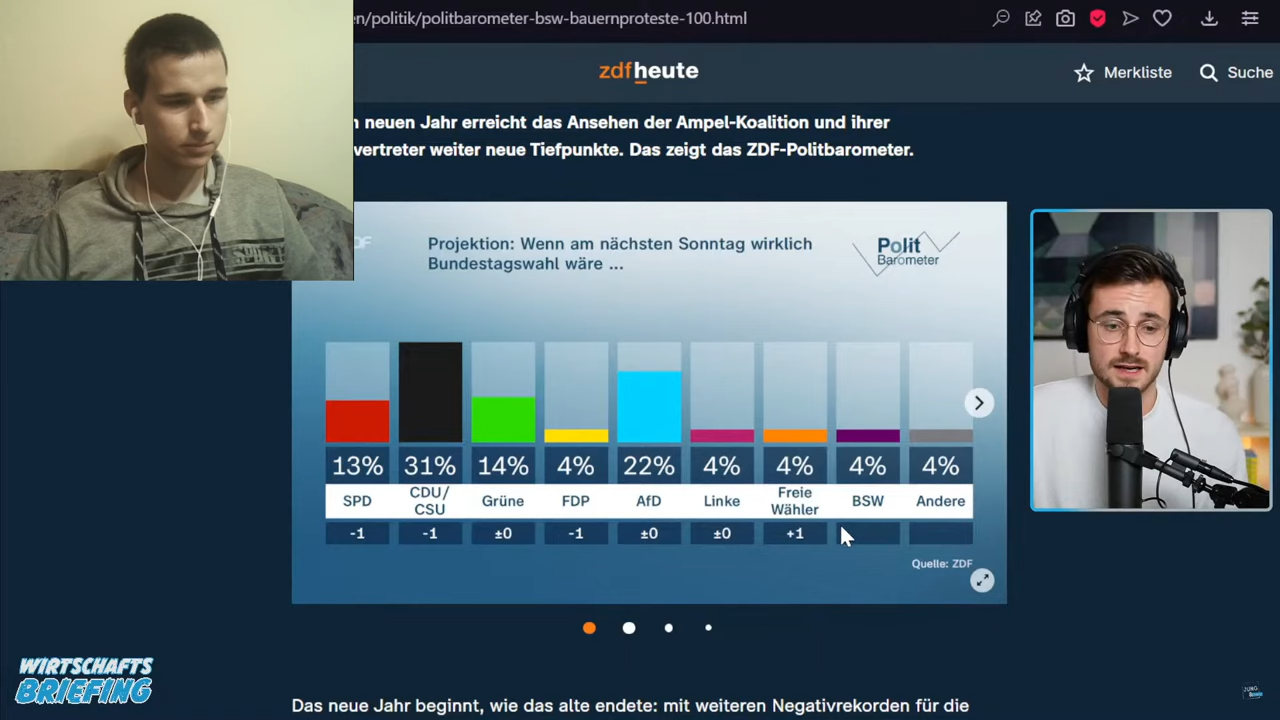 en/politik/politbarometer-bsw-bauernproteste-100.html
zdfheute
Merkliste
Suche
n neuen Jahr erreicht das Ansehen der Ampel-Koalition und ihrer
vertreter weiter neue Tiefpunkte. Das zeigt das ZDF-Politbarometer.
DF
Projektion: Wenn am nächsten Sonntag wirklich
Bundestagswahl wäre ...
Polit
Barometer
13% 31% 14% 4% 22% 4% 4% 4% 4%
SPD CDU/CSU Grüne FDP AfD Linke Freie Wähler BSW Andere
-1 -1 ±0 -1 ±0 ±0 +1
Quelle: ZDF
WIRTSCHAFTS
BRIEFING
Das neue Jahr beginnt, wie das alte endete: mit weiteren Negativrekorden für die